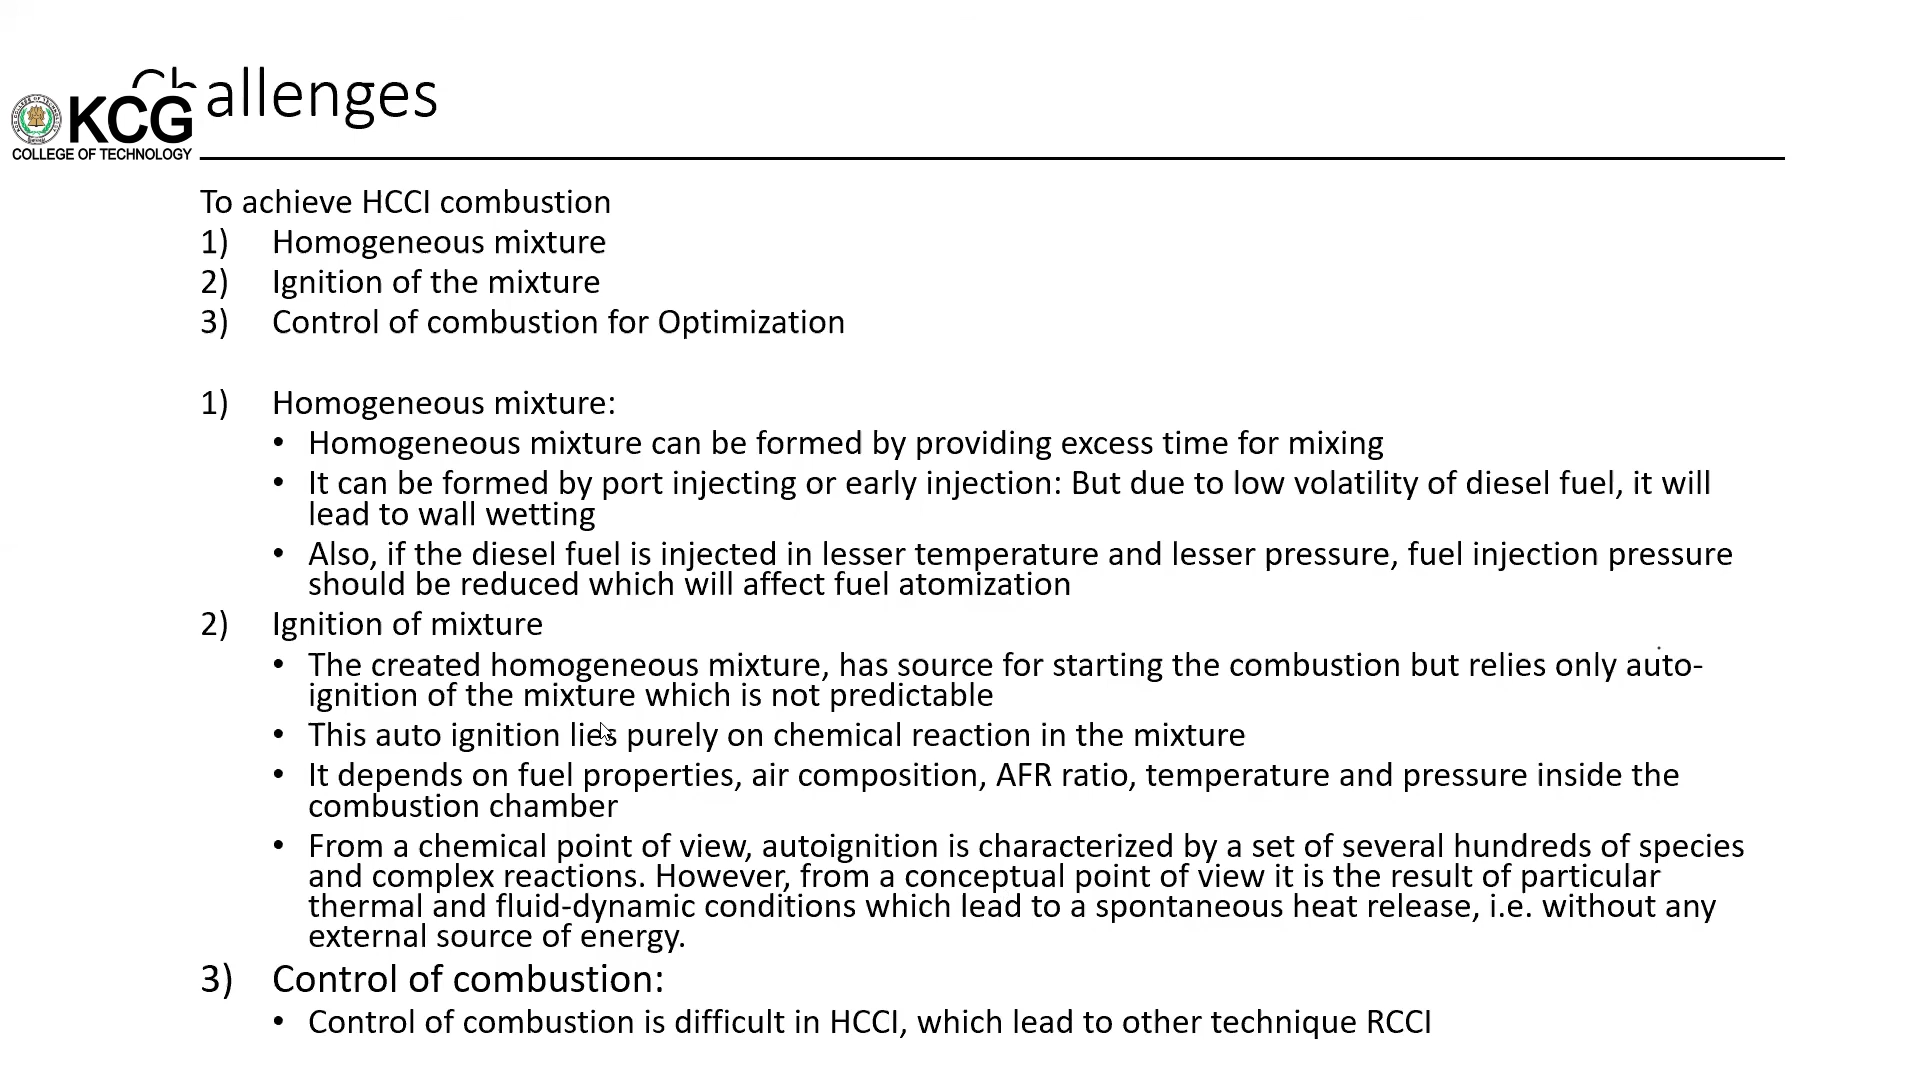 Challenges
KCG
COLLEGE OF TECHNOLOGY
To achieve HCCI combustion
1) Homogeneous mixture
2) Ignition of the mixture
3) Control of combustion for Optimization
1) Homogeneous mixture:
• Homogeneous mixture can be formed by providing excess time for mixing
• It can be formed by port injecting or early injection: But due to low volatility of diesel fuel, it will
lead to wall wetting
• Also, if the diesel fuel is injected in lesser temperature and lesser pressure, fuel injection pressure
should be reduced which will affect fuel atomization
2) Ignition of mixture
• The created homogeneous mixture, has source for starting the combustion but relies only auto-
ignition of the mixture which is not predictable
• This auto ignition lies purely on chemical reaction in the mixture
• It depends on fuel properties, air composition, AFR ratio, temperature and pressure inside the
combustion chamber
• From a chemical point of view, autoignition is characterized by a set of several hundreds of species
and complex reactions. However, from a conceptual point of view it is the result of particular
thermal and fluid-dynamic conditions which lead to a spontaneous heat release, i.e. without any
external source of energy.
3) Control of combustion:
• Control of combustion is difficult in HCCI, which lead to other technique RCCI